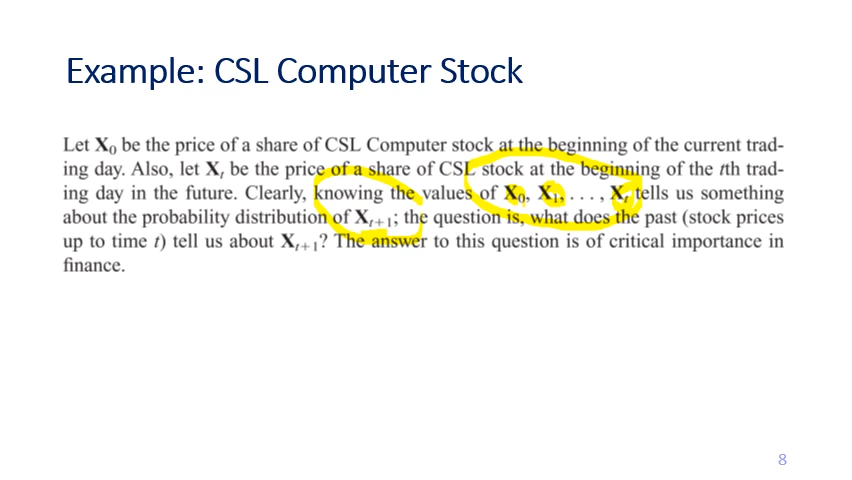 Example: CSL Computer Stock
Let X₀ be the price of a share of CSL Computer stock at the beginning of the current trad-
ing day. Also, let Xₜ be the price of a share of CSL stock at the beginning of the tth trad-
ing day in the future. Clearly, knowing the values of X₀, X₁, . . . , Xₜ tells us something
about the probability distribution of Xₜ₊₁; the question is, what does the past (stock prices
up to time t) tell us about Xₜ₊₁? The answer to this question is of critical importance in
finance.
8